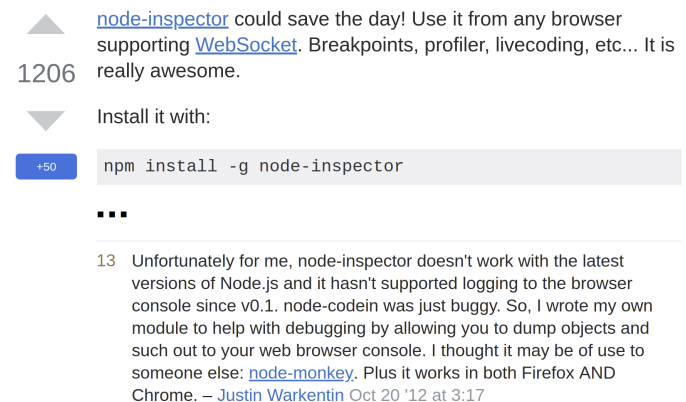 node-inspector could save the day! Use it from any browser
supporting WebSocket. Breakpoints, profiler, livecoding, etc... It is
really awesome.
1206
Install it with:
+50
npm install -g node-inspector
...
13 Unfortunately for me, node-inspector doesn't work with the latest
versions of Node.js and it hasn't supported logging to the browser
console since v0.1. node-codein was just buggy. So, I wrote my own
module to help with debugging by allowing you to dump objects and
such out to your web browser console. I thought it may be of use to
someone else: node-monkey. Plus it works in both Firefox AND
Chrome. – Justin Warkentin Oct 20 '12 at 3:17